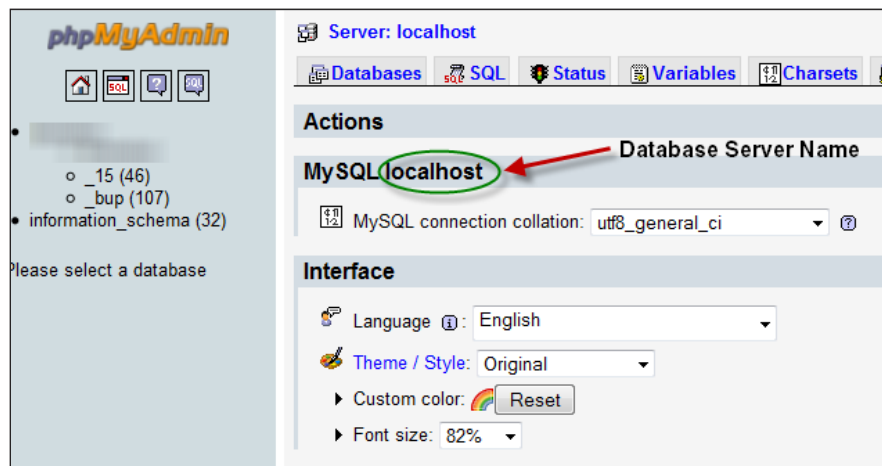 phpMyAdmin
SQL
SQL
_15 (46)
_bup (107)
information_schema (32)
Please select a database
Server: localhost
Databases SQL Status Variables Charsets
Actions
MySQL localhost
Database Server Name
MySQL connection collation: utf8_general_ci
Interface
Language : English
Theme / Style: Original
Custom color: Reset
Font size: 82%